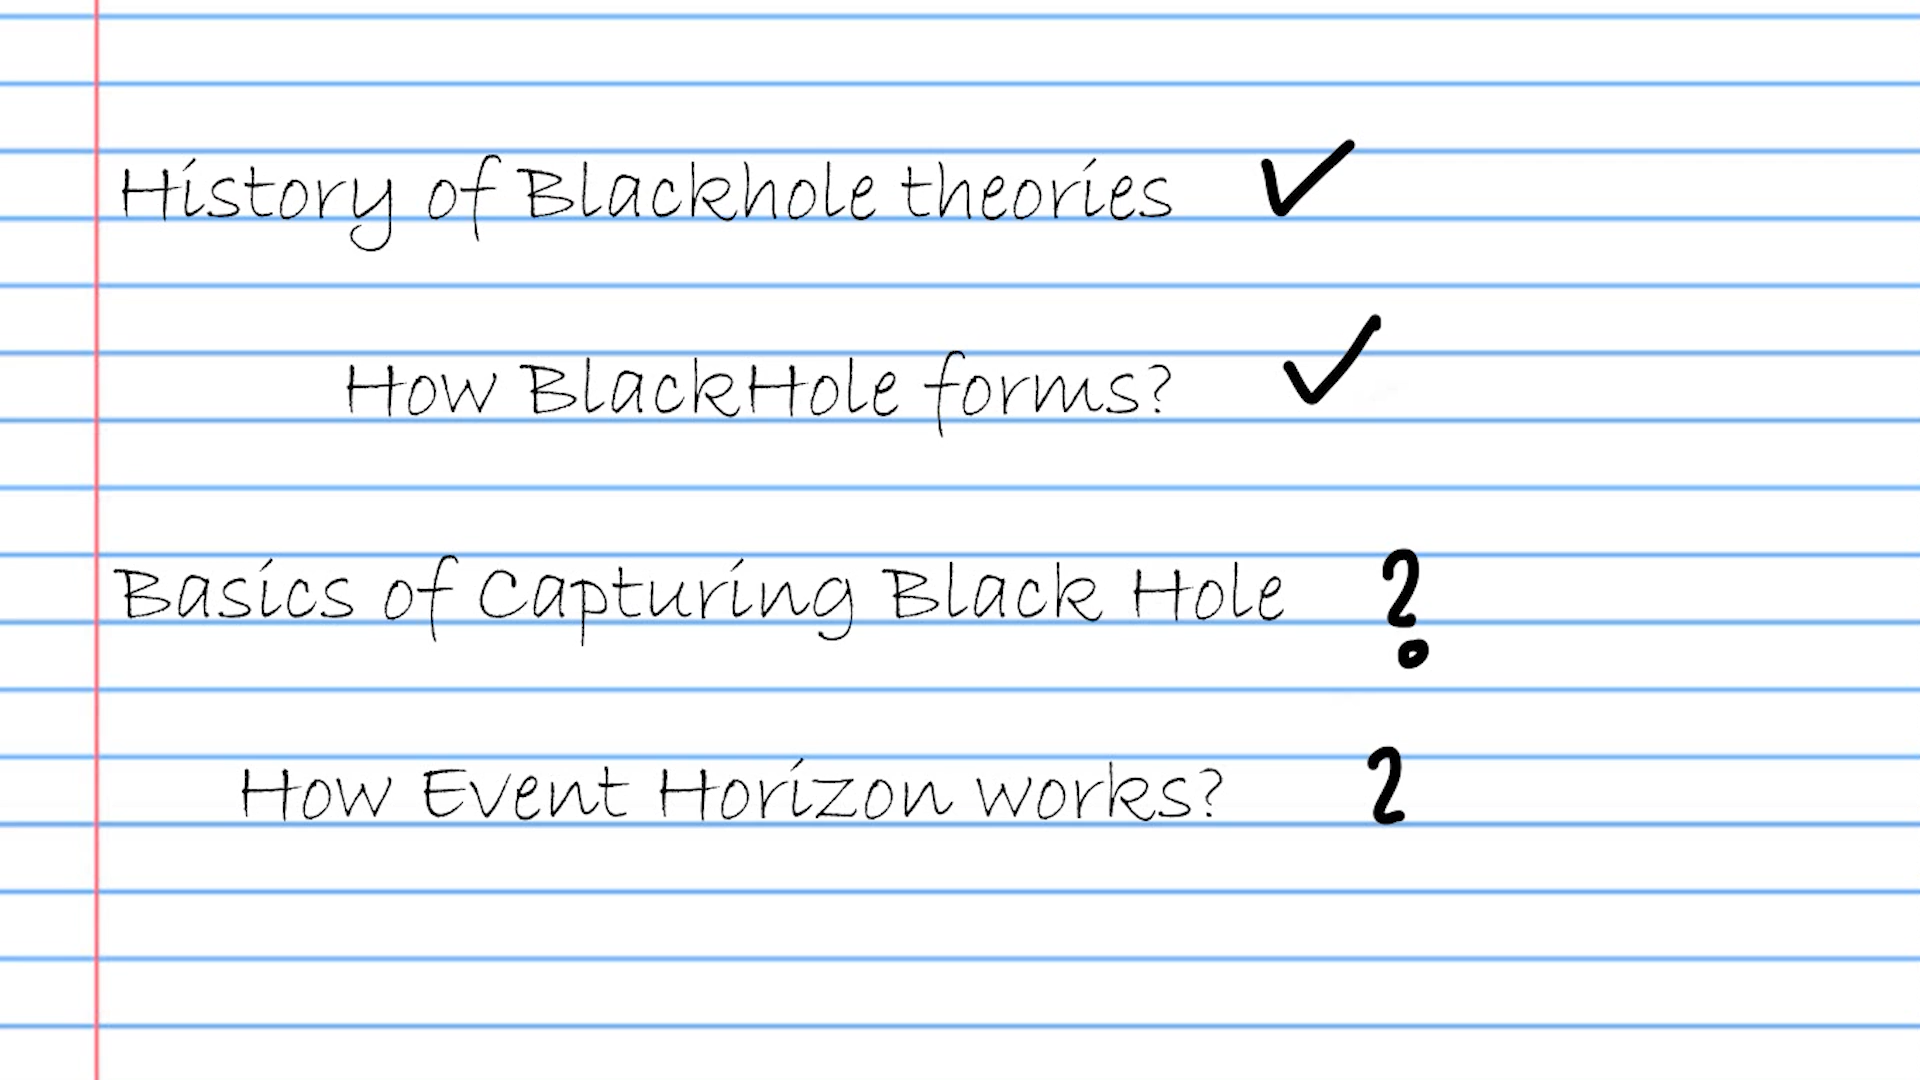 History of Blackhole theories ✓
How BlackHole forms? ✓
Basics of Capturing Black Hole ?
How Event Horizon works? ?